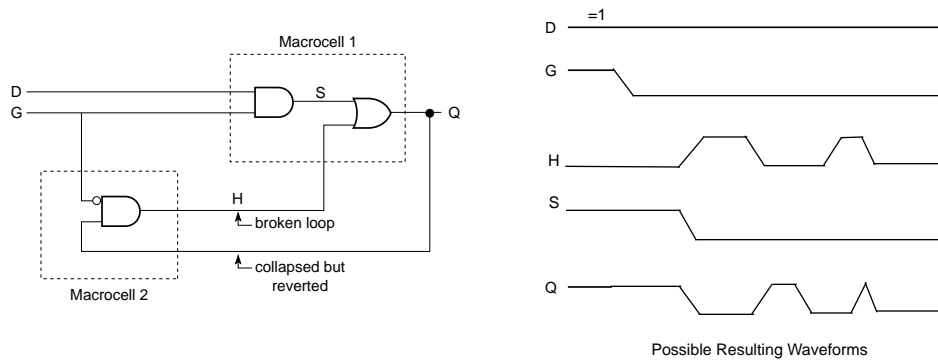 Macrocell 1
D
G
S
Q
H
broken loop
collapsed but
reverted
Macrocell 2
D
=1
G
H
S
Q
Possible Resulting Waveforms